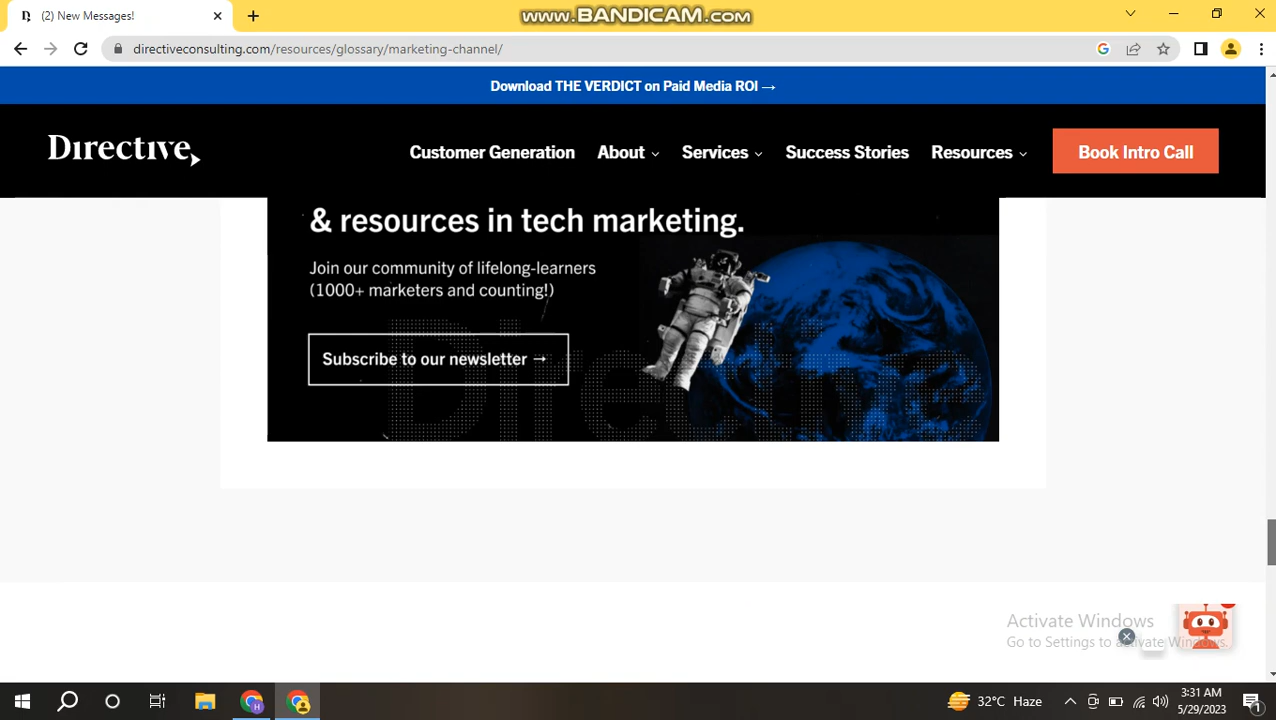 (2) New Messages!
www.BANDICAM.com
directiveconsulting.com/resources/glossary/marketing-channel/
Download THE VERDICT on Paid Media ROI →
Directive
Customer Generation
About
Services
Success Stories
Resources
Book Intro Call
& resources in tech marketing.
Join our community of lifelong-learners
(1000+ marketers and counting!)
Subscribe to our newsletter →
Directive
Activate Windows
Go to Settings to activate Windows.
32°C Haze
3:31 AM
5/29/2023
1